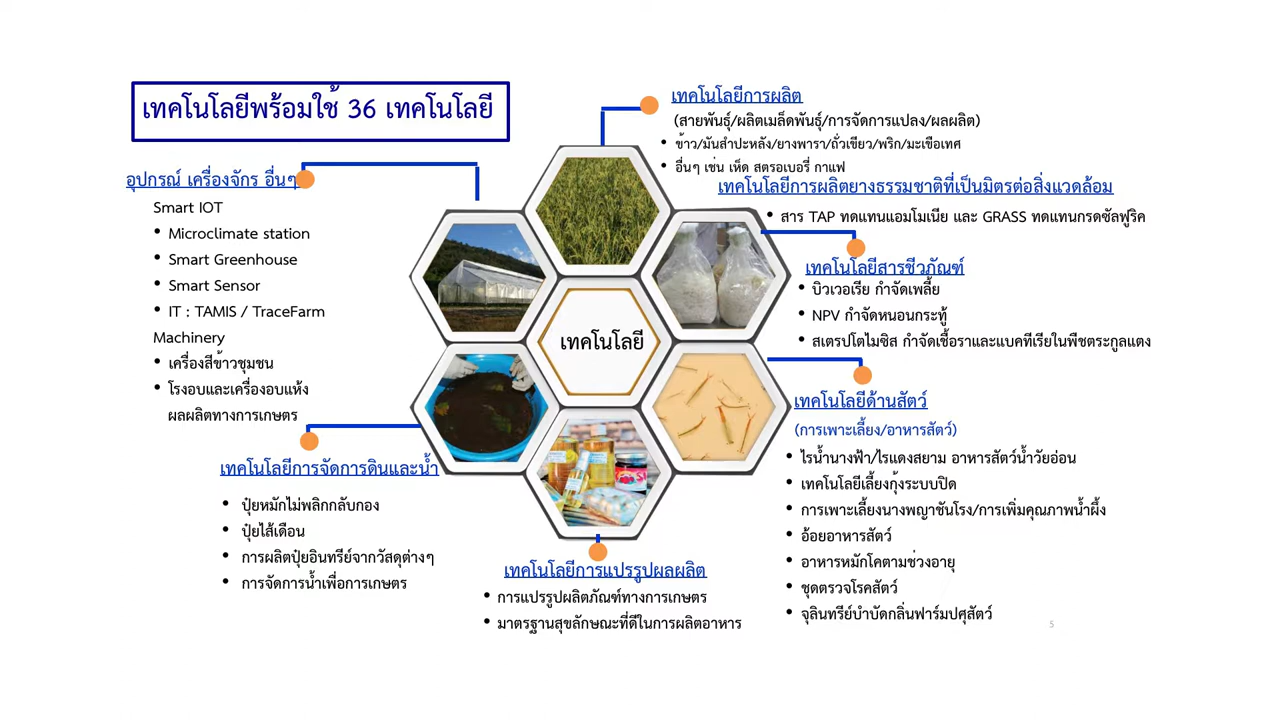 เทคโนโลยีพร้อมใช้ 36 เทคโนโลยี
เทคโนโลยีการผลิต
(สายพันธุ์/ผลิตเมล็ดพันธุ์/การจัดการแปลง/ผลผลิต)
• ข้าว/มันสำปะหลัง/ยางพารา/ถั่วเขียว/พริก/มะเขือเทศ
• อื่นๆ เช่น เห็ด สตรอเบอรี่ กาแฟ
เทคโนโลยีการผลิตยางธรรมชาติที่เป็นมิตรต่อสิ่งแวดล้อม
• สาร TAP ทดแทนแอมโมเนีย และ GRASS ทดแทนกรดซัลฟูริค
เทคโนโลยีสารชีวภัณฑ์
• บิวเวอเรีย กำจัดเพลี้ย
• NPV กำจัดหนอนกระทู้
• สเตรปโตไมซิส กำจัดเชื้อราและแบคทีเรียในพืชตระกูลแตง
เทคโนโลยีด้านสัตว์
(การเพาะเลี้ยง/อาหารสัตว์)
• ไรน้ำนางฟ้า/ไรแดงสยาม อาหารสัตว์น้ำวัยอ่อน
• เทคโนโลยีเลี้ยงกุ้งระบบปิด
• การเพาะเลี้ยงนางพญาชันโรง/การเพิ่มคุณภาพน้ำผึ้ง
• อ้อยอาหารสัตว์
• อาหารหมักโคตามช่วงอายุ
• ชุดตรวจโรคสัตว์
• จุลินทรีย์บำบัดกลิ่นฟาร์มปศุสัตว์
เทคโนโลยี
อุปกรณ์ เครื่องจักร อื่นๆ
Smart IOT
• Microclimate station
• Smart Greenhouse
• Smart Sensor
• IT : TAMIS / TraceFarm
Machinery
• เครื่องสีข้าวชุมชน
• โรงอบและเครื่องอบแห้ง
ผลผลิตทางการเกษตร
เทคโนโลยีการจัดการดินและน้ำ
• ปุ๋ยหมักไม่พลิกกลับกอง
• ปุ๋ยไส้เดือน
• การผลิตปุ๋ยอินทรีย์จากวัสดุต่างๆ
• การจัดการน้ำเพื่อการเกษตร
เทคโนโลยีการแปรรูปผลผลิต
• การแปรรูปผลิตภัณฑ์ทางการเกษตร
• มาตรฐานสุขลักษณะที่ดีในการผลิตอาหาร
5